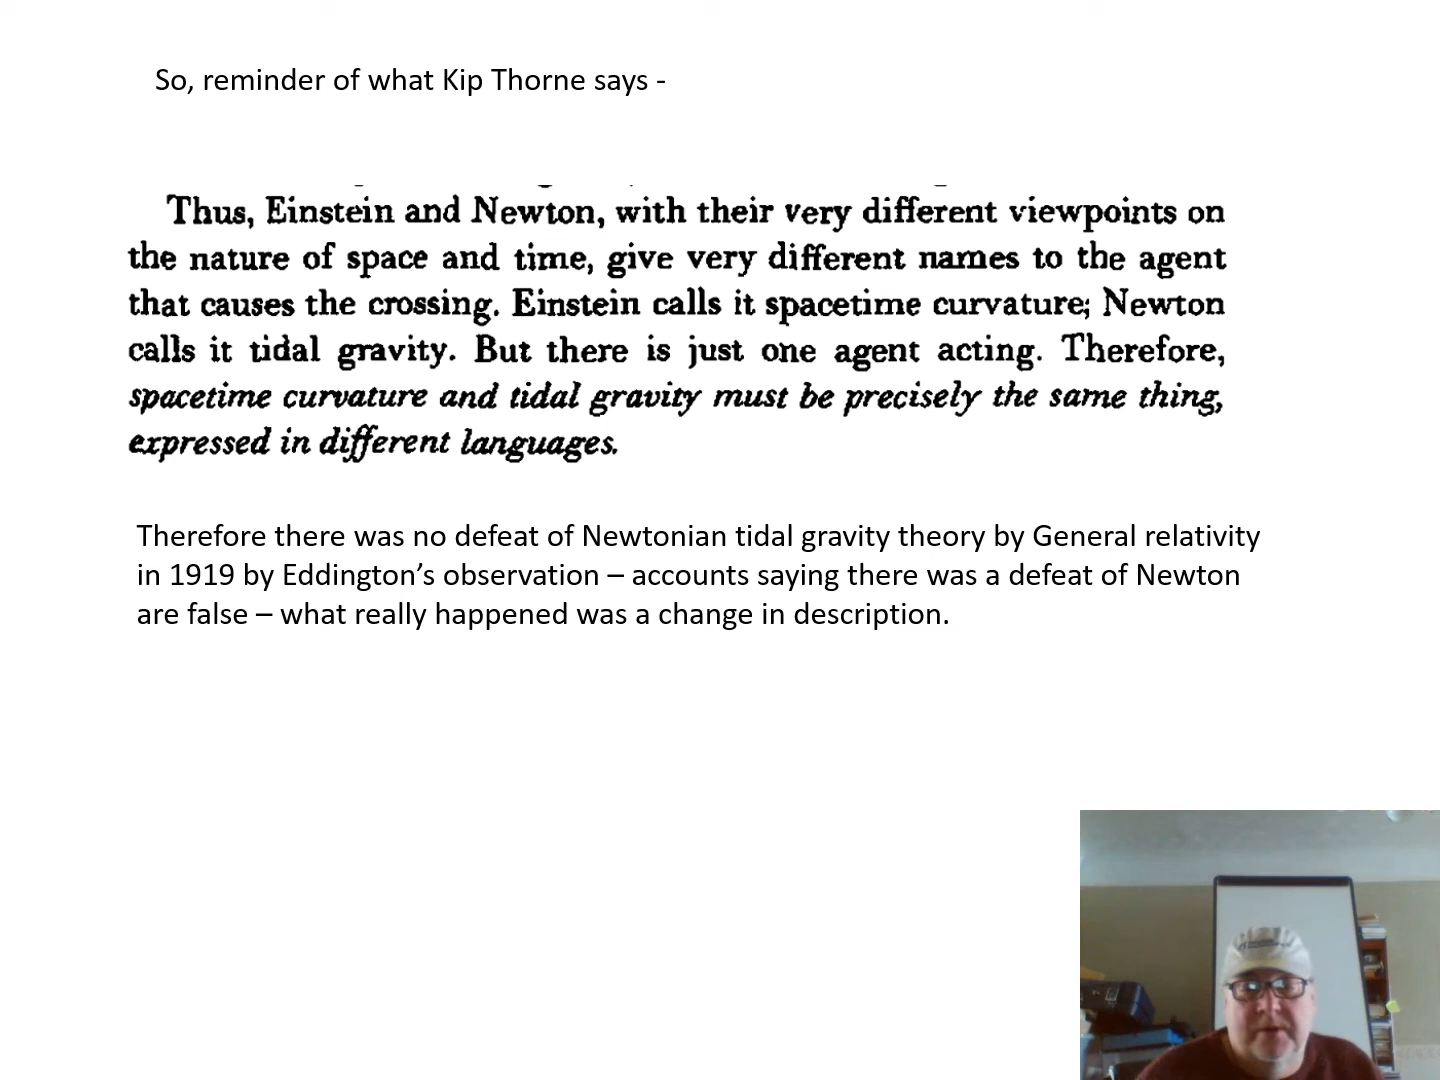 So, reminder of what Kip Thorne says -
Thus, Einstein and Newton, with their very different viewpoints on
the nature of space and time, give very different names to the agent
that causes the crossing. Einstein calls it spacetime curvature; Newton
calls it tidal gravity. But there is just one agent acting. Therefore,
spacetime curvature and tidal gravity must be precisely the same thing,
expressed in different languages.
Therefore there was no defeat of Newtonian tidal gravity theory by General relativity
in 1919 by Eddington’s observation – accounts saying there was a defeat of Newton
are false – what really happened was a change in description.